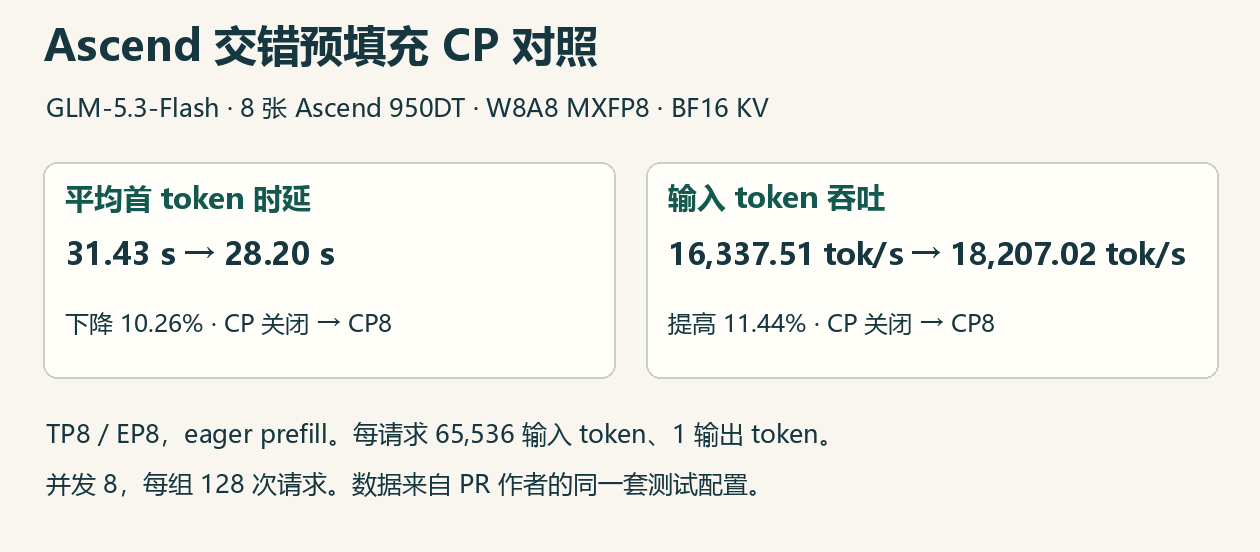 Ascend 交错预填充 CP 对照
GLM-5.3-Flash · 8 张 Ascend 950DT · W8A8 MXFP8 · BF16 KV
平均首 token 时延
31.43 s → 28.20 s
下降 10.26% · CP 关闭 → CP8
输入 token 吞吐
16,337.51 tok/s → 18,207.02 tok/s
提高 11.44% · CP 关闭 → CP8
TP8 / EP8，eager prefill。每请求 65,536 输入 token、1 输出 token。
并发 8，每组 128 次请求。数据来自 PR 作者的同一套测试配置。